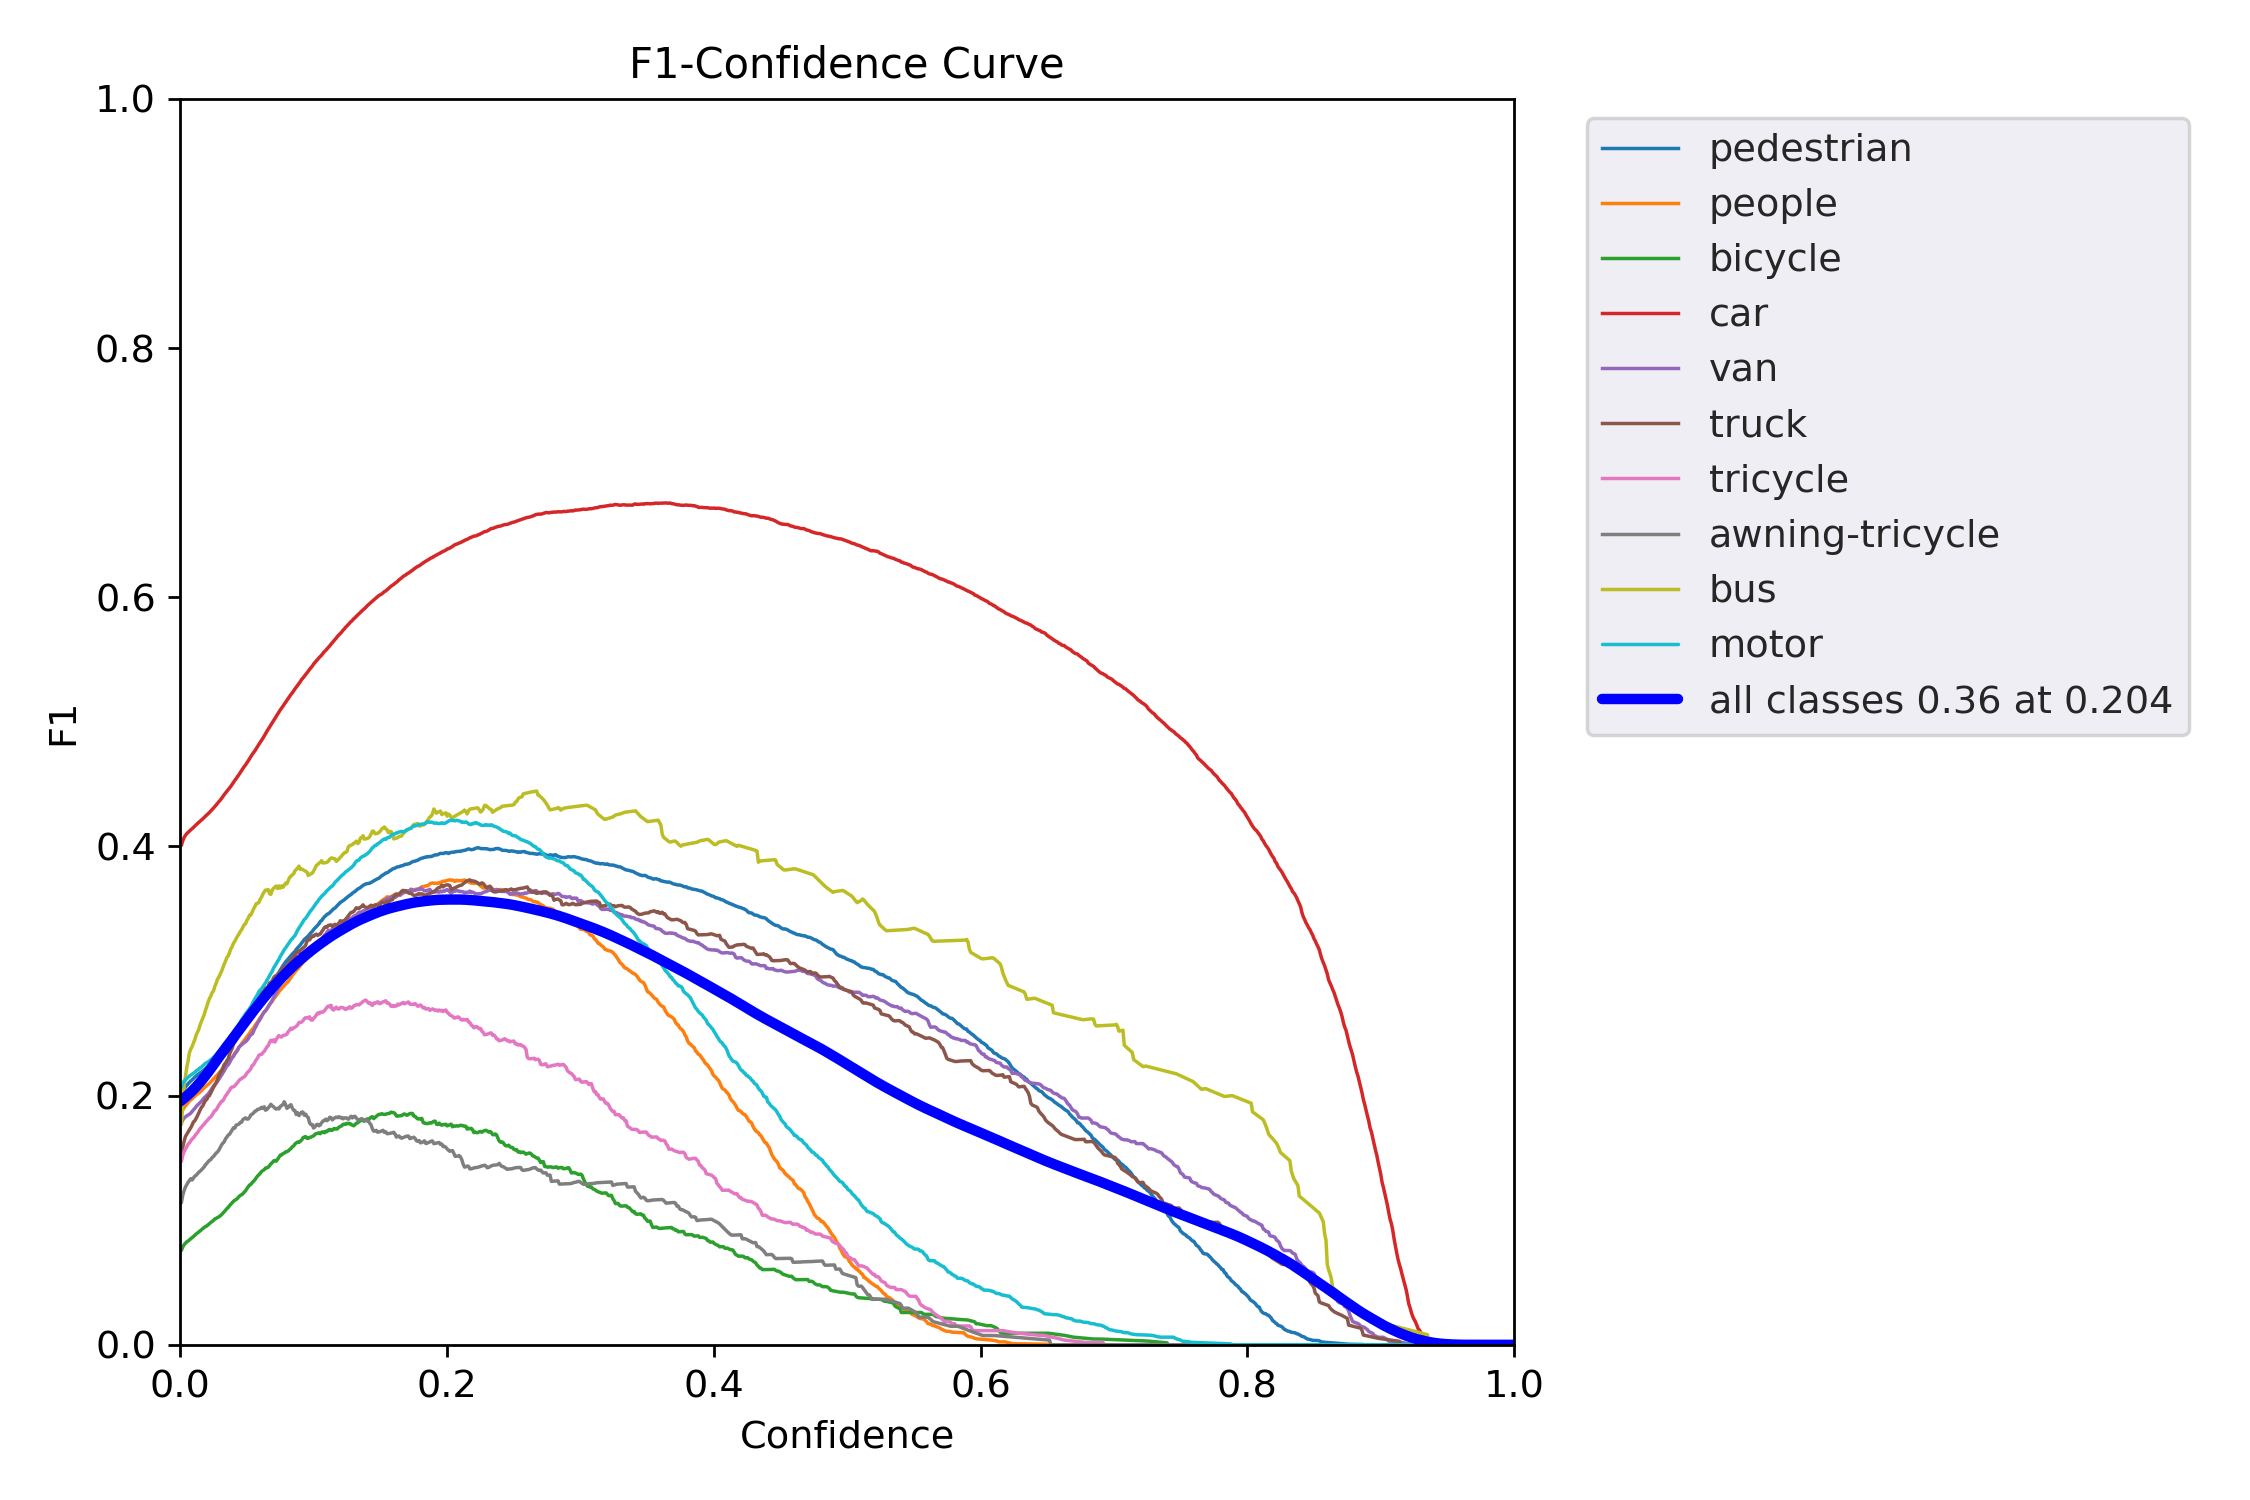 F1-Confidence Curve
1.0
0.8
0.6
0.4
0.2
0.0
F1
0.0 0.2 0.4 0.6 0.8 1.0
Confidence
pedestrian
people
bicycle
car
van
truck
tricycle
awning-tricycle
bus
motor
all classes 0.36 at 0.204